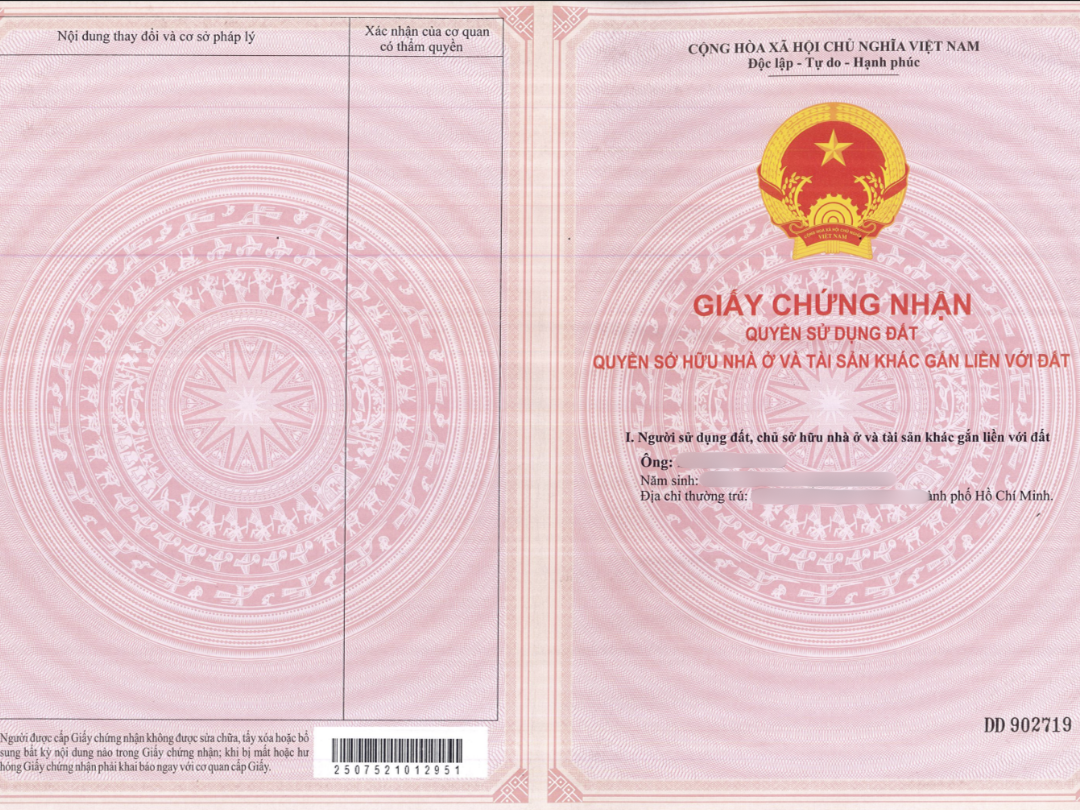 Nội dung thay đổi và cơ sở pháp lý
Xác nhận của cơ quan
có thẩm quyền
Người được cấp Giấy chứng nhận không được sửa chữa, tẩy xóa hoặc bổ
sung bất kỳ nội dung nào trong Giấy chứng nhận; khi bị mất hoặc hư
hỏng Giấy chứng nhận phải khai báo ngay với cơ quan cấp Giấy.
2507521012951
CỘNG HÒA XÃ HỘI CHỦ NGHĨA VIỆT NAM
Độc lập - Tự do - Hạnh phúc
CỘNG HÒA XÃ HỘI CHỦ NGHĨA
VIỆT NAM
GIẤY CHỨNG NHẬN
QUYỀN SỬ DỤNG ĐẤT
QUYỀN SỞ HỮU NHÀ Ở VÀ TÀI SẢN KHÁC GẮN LIỀN VỚI ĐẤT
I. Người sử dụng đất, chủ sở hữu nhà ở và tài sản khác gắn liền với đất
Ông:
Năm sinh:
Địa chỉ thường trú: ành phố Hồ Chí Minh.
DD 902719